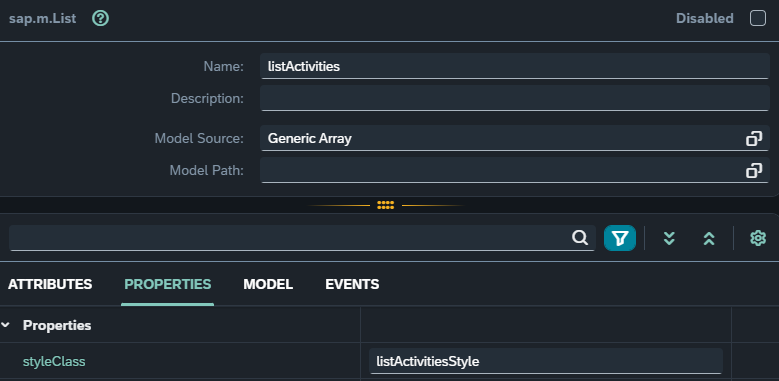 sap.m.List ? Disabled
Name: listActivities
Description:
Model Source: Generic Array
Model Path:
ATTRIBUTES PROPERTIES MODEL EVENTS
Properties
styleClass listActivitiesStyle